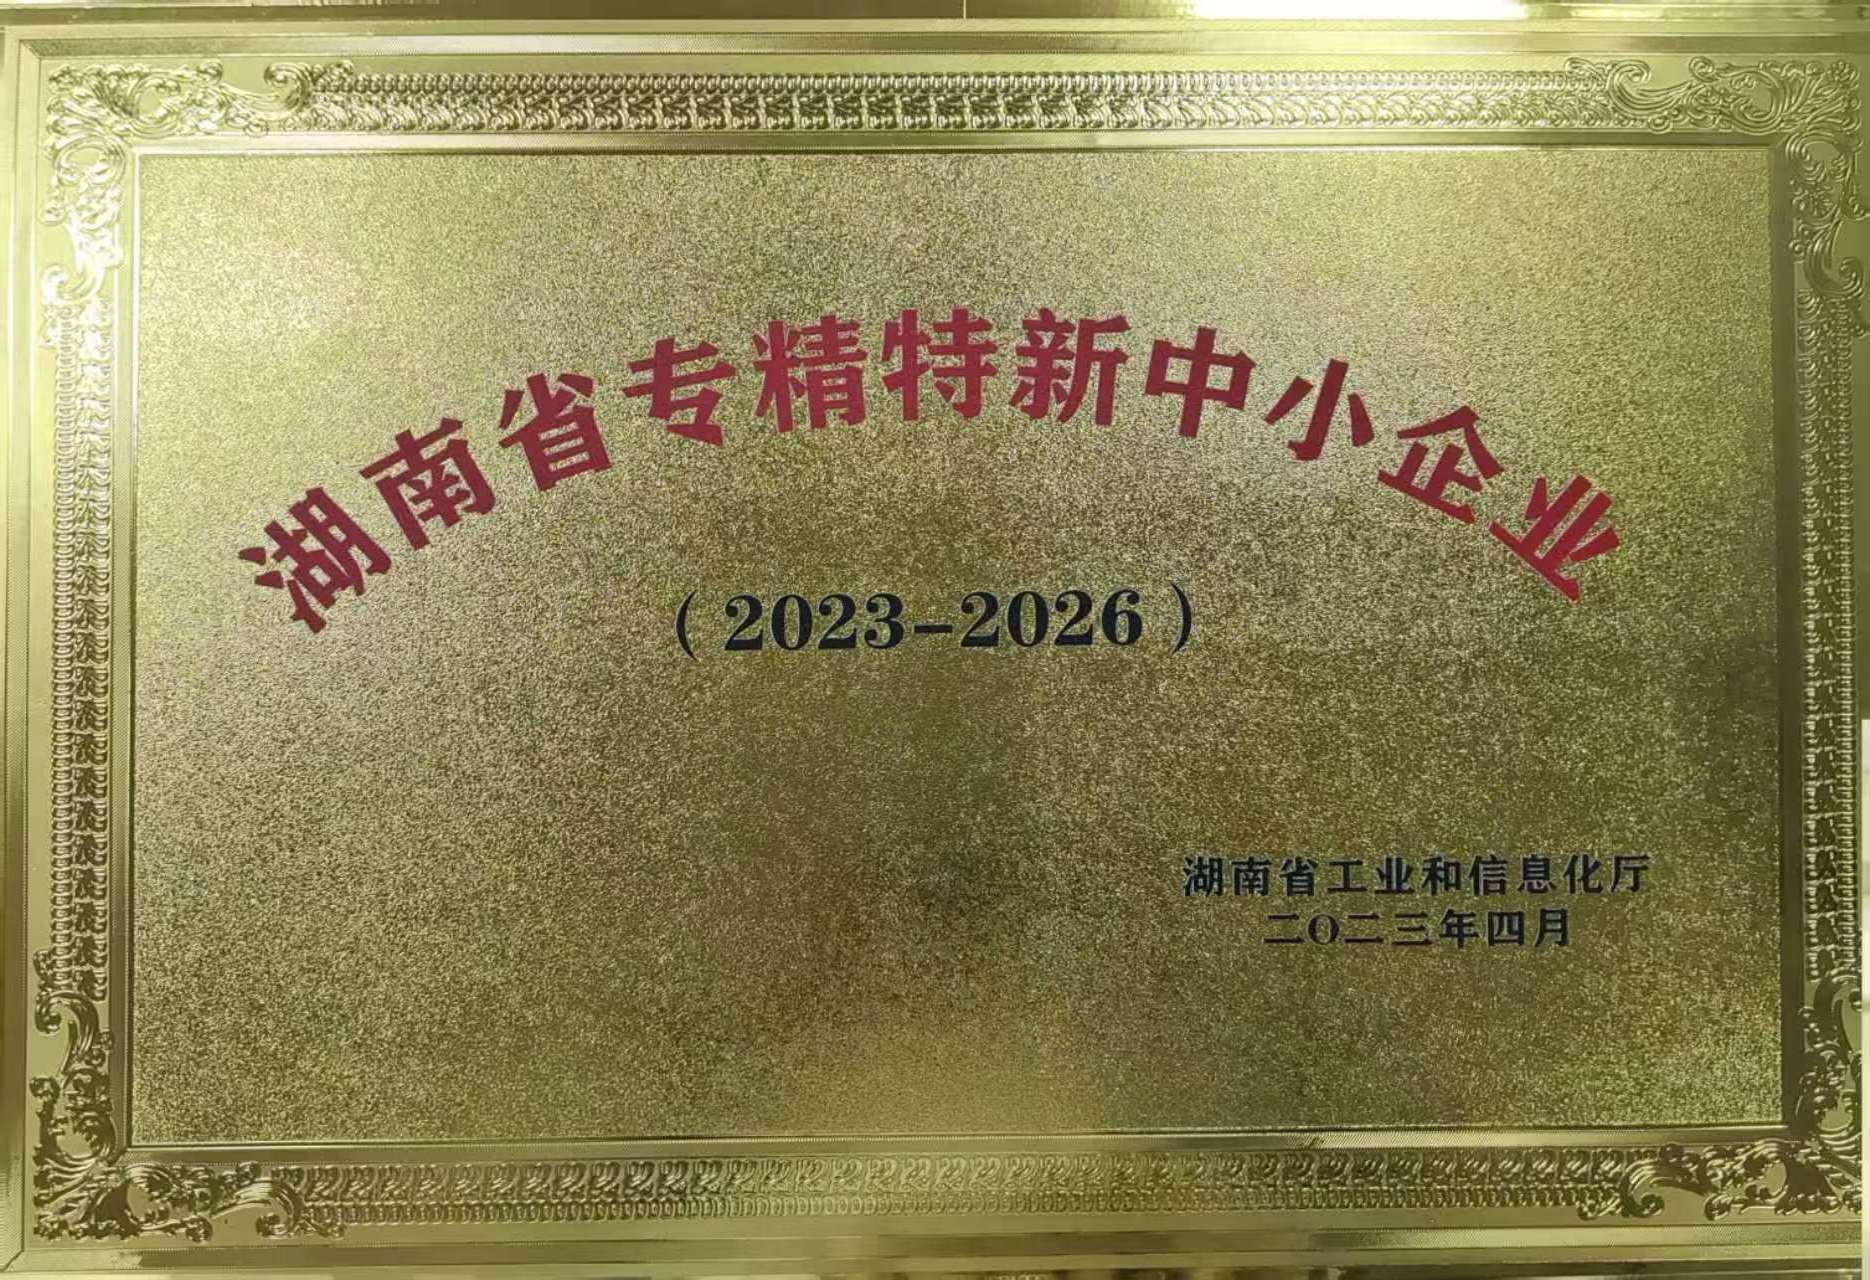 湖南省专精特新中小企业
（2023-2026）
湖南省工业和信息化厅
二〇二三年四月